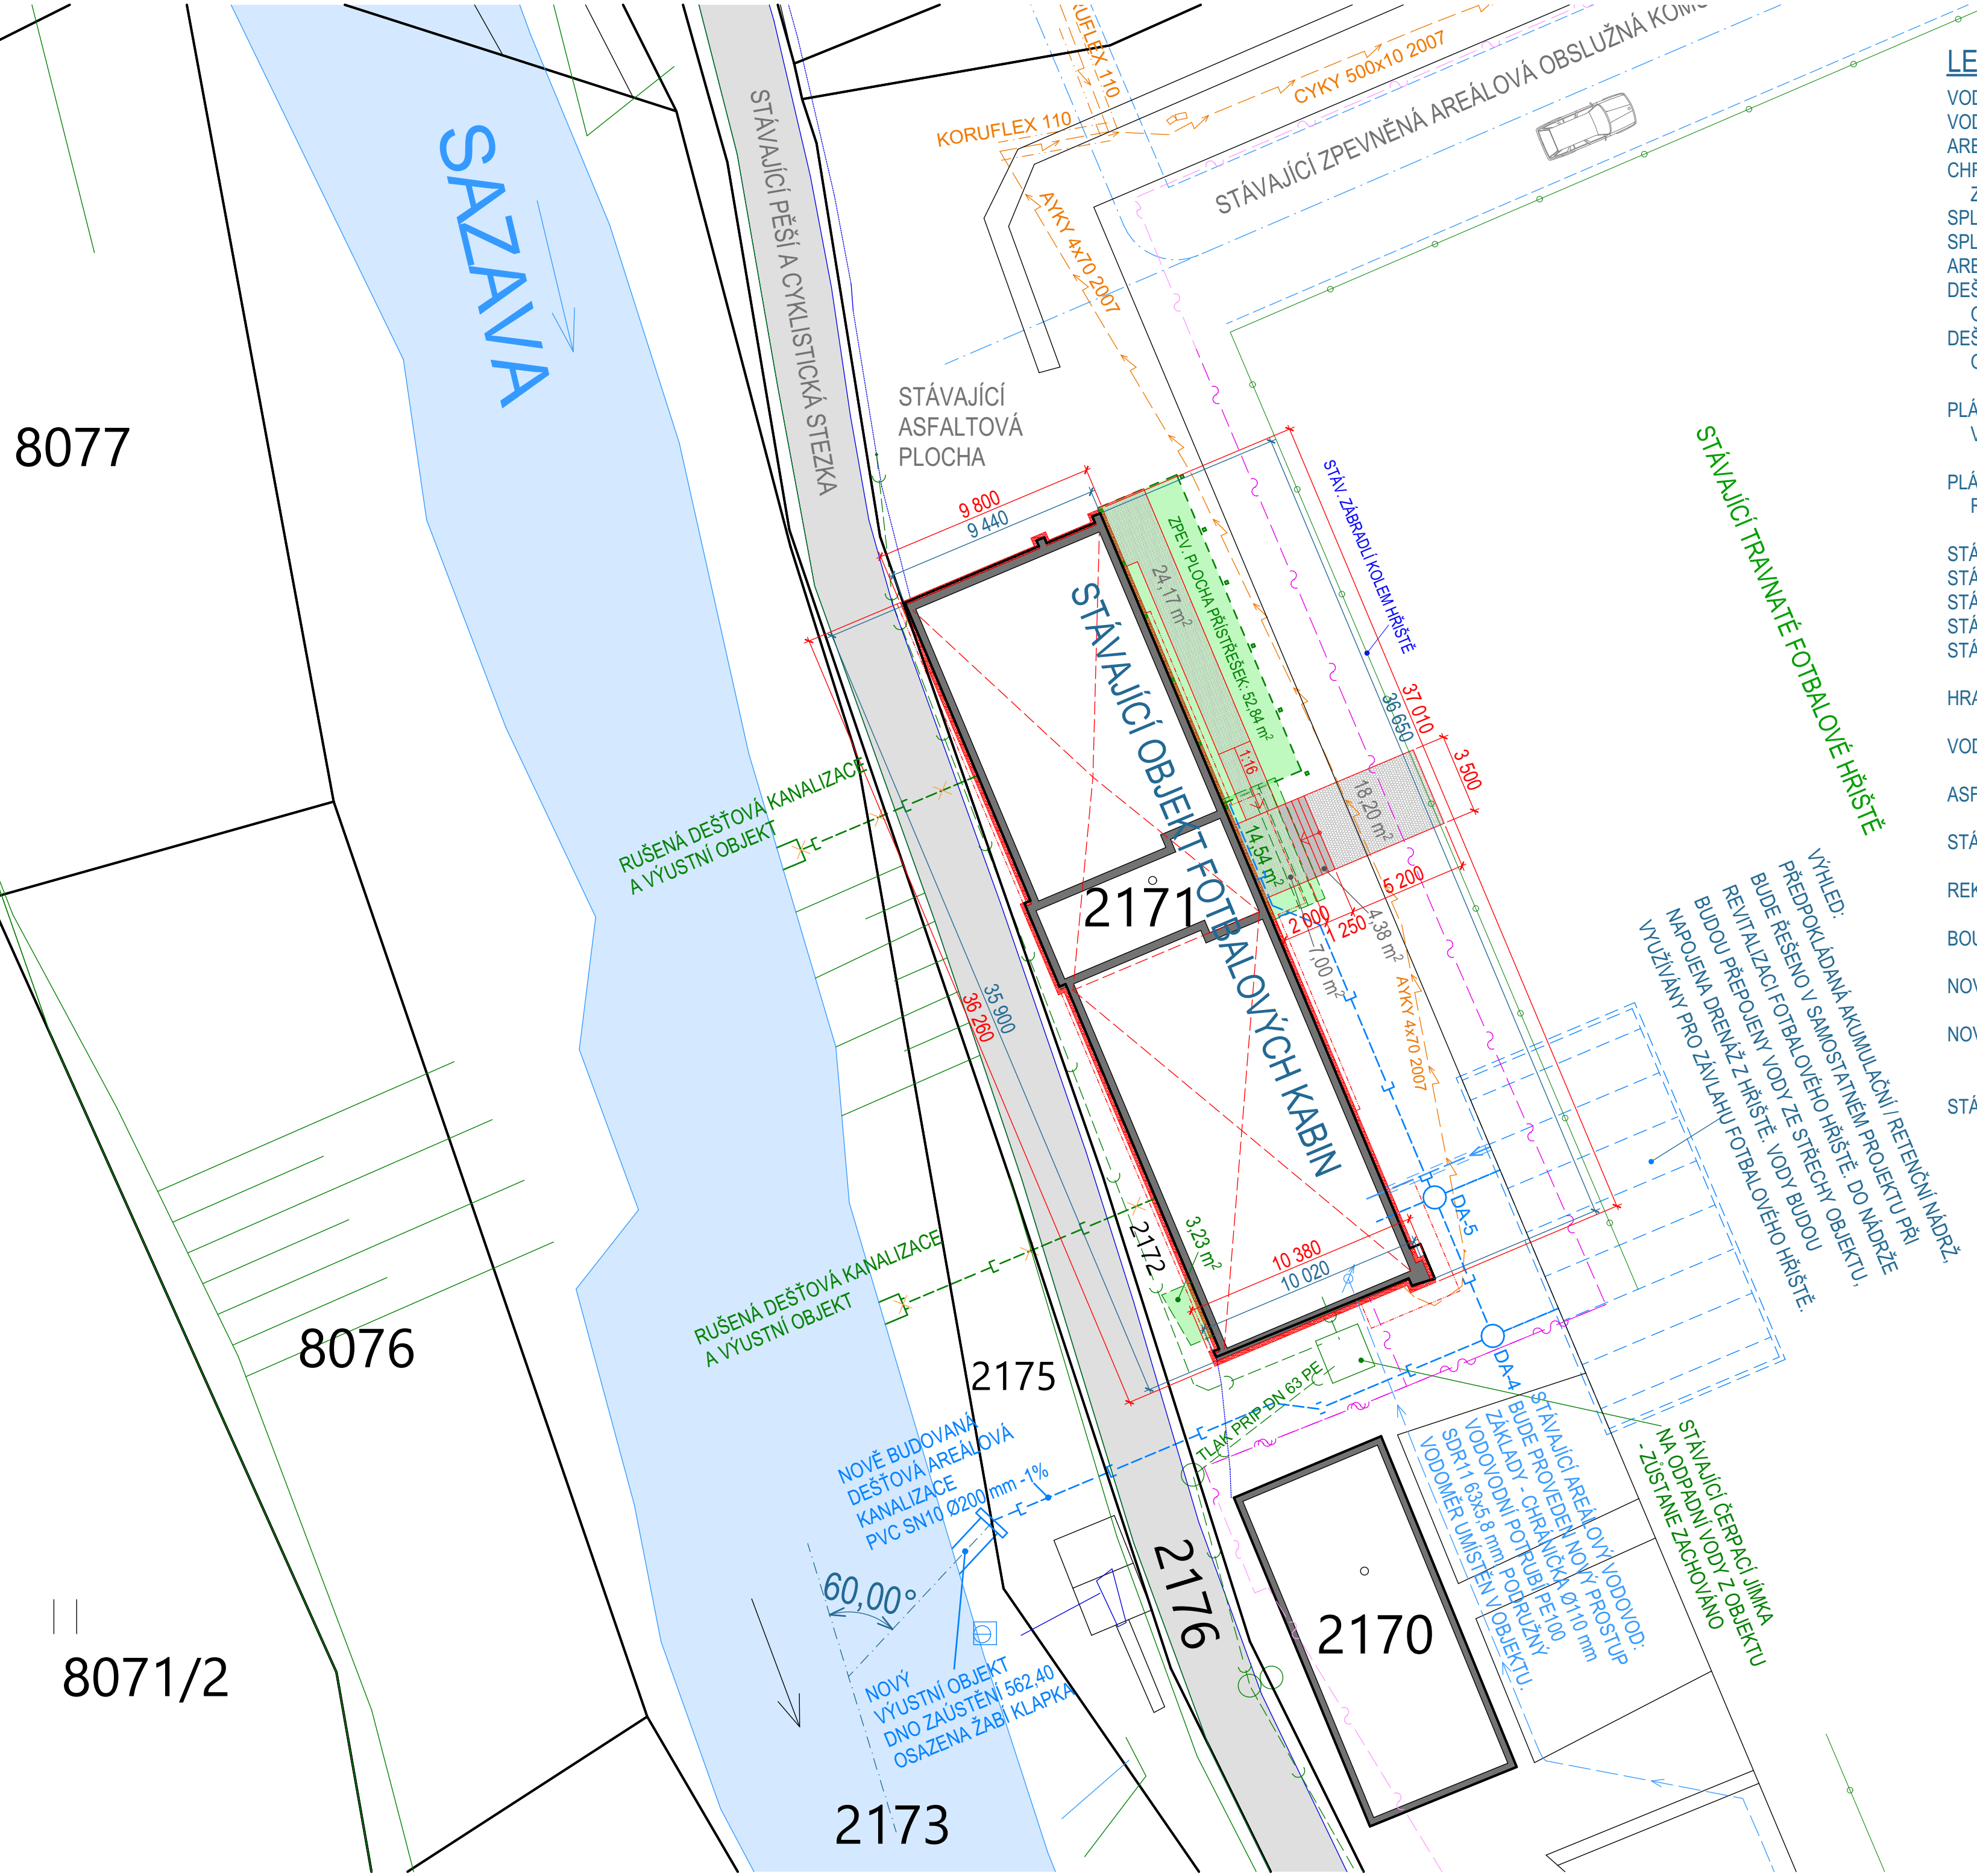 KORUFLEX 110
CYKY 500x10 2007
KORUFLEX 110
AYKY 4x70 2007
STÁVAJÍCÍ ZPEVNĚNÁ AREÁLOVÁ OBSLUŽNÁ
SÁZAVA
STÁVAJÍCÍ PĚŠÍ A CYKLISTICKÁ STEZKA
STÁVAJÍCÍ
ASFALTOVÁ
PLOCHA
8077
9 800
9 440
ZPEV. PLOCHA PŘÍSTŘEŠEK: 52,84 m²
24,17 m²
STÁV. ZÁBRADLÍ KOLEM HŘIŠTĚ
STÁVAJÍCÍ TRAVNATÉ FOTBALOVÉ HŘIŠTĚ
STÁVAJÍCÍ OBJEKT FOTBALOVÝCH KABIN
37 010
36 650
3 500
1:16
18,20 m²
14,54 m²
5 200
2 000
1 250
4,38 m²
7,00 m²
AYKY 4x70 2007
RUŠENÁ DEŠŤOVÁ KANALIZACE
A VÝUSTNÍ OBJEKT
2171
35 900
36 260
VÝHLED:
PŘEDPOKLÁDANÁ AKUMULAČNÍ / RETENČNÍ NÁDRŽ,
BUDE ŘEŠENO V SAMOSTATNÉM PROJEKTU PŘI
REVITALIZACI FOTBALOVÉHO HŘIŠTĚ. DO NÁDRŽE
BUDOU PŘEPOJENY VODY ZE STŘECHY OBJEKTU,
NAPOJENA DRENÁŽ Z HŘIŠTĚ. VODY BUDOU
VYUŽÍVÁNY PRO ZÁVLAHU FOTBALOVÉHO HŘIŠTĚ.
DA-5
DA-4
2172
3,23 m²
10 380
10 020
RUŠENÁ DEŠŤOVÁ KANALIZACE
A VÝUSTNÍ OBJEKT
8076
2175
TLAK PRIP DN 63 PE
NOVĚ BUDOVANÁ
DEŠŤOVÁ AREÁLOVÁ
KANALIZACE
PVC SN10 Ø200 mm -1%
STÁVAJÍCÍ AREÁLOVÝ VODOVOD:
BUDE PROVEDEN NOVÝ PROSTUP
ZÁKLADY - CHRÁNIČKA Ø110 mm
VODOVODNÍ POTRUBÍ PE100
SDR11 63x5,8 mm, PODRUŽNÝ
VODOMĚR UMÍSTĚN V OBJEKTU.
STÁVAJÍCÍ ČERPACÍ JÍMKA
NA ODPADNÍ VODY Z OBJEKTU
- ZŮSTANE ZACHOVÁNO
60,00°
2176
2170
8071/2
NOVÝ
VÝUSTNÍ OBJEKT
DNO ZAÚSTĚNÍ 562,40
OSAZENA ŽABÍ KLAPKA
2173